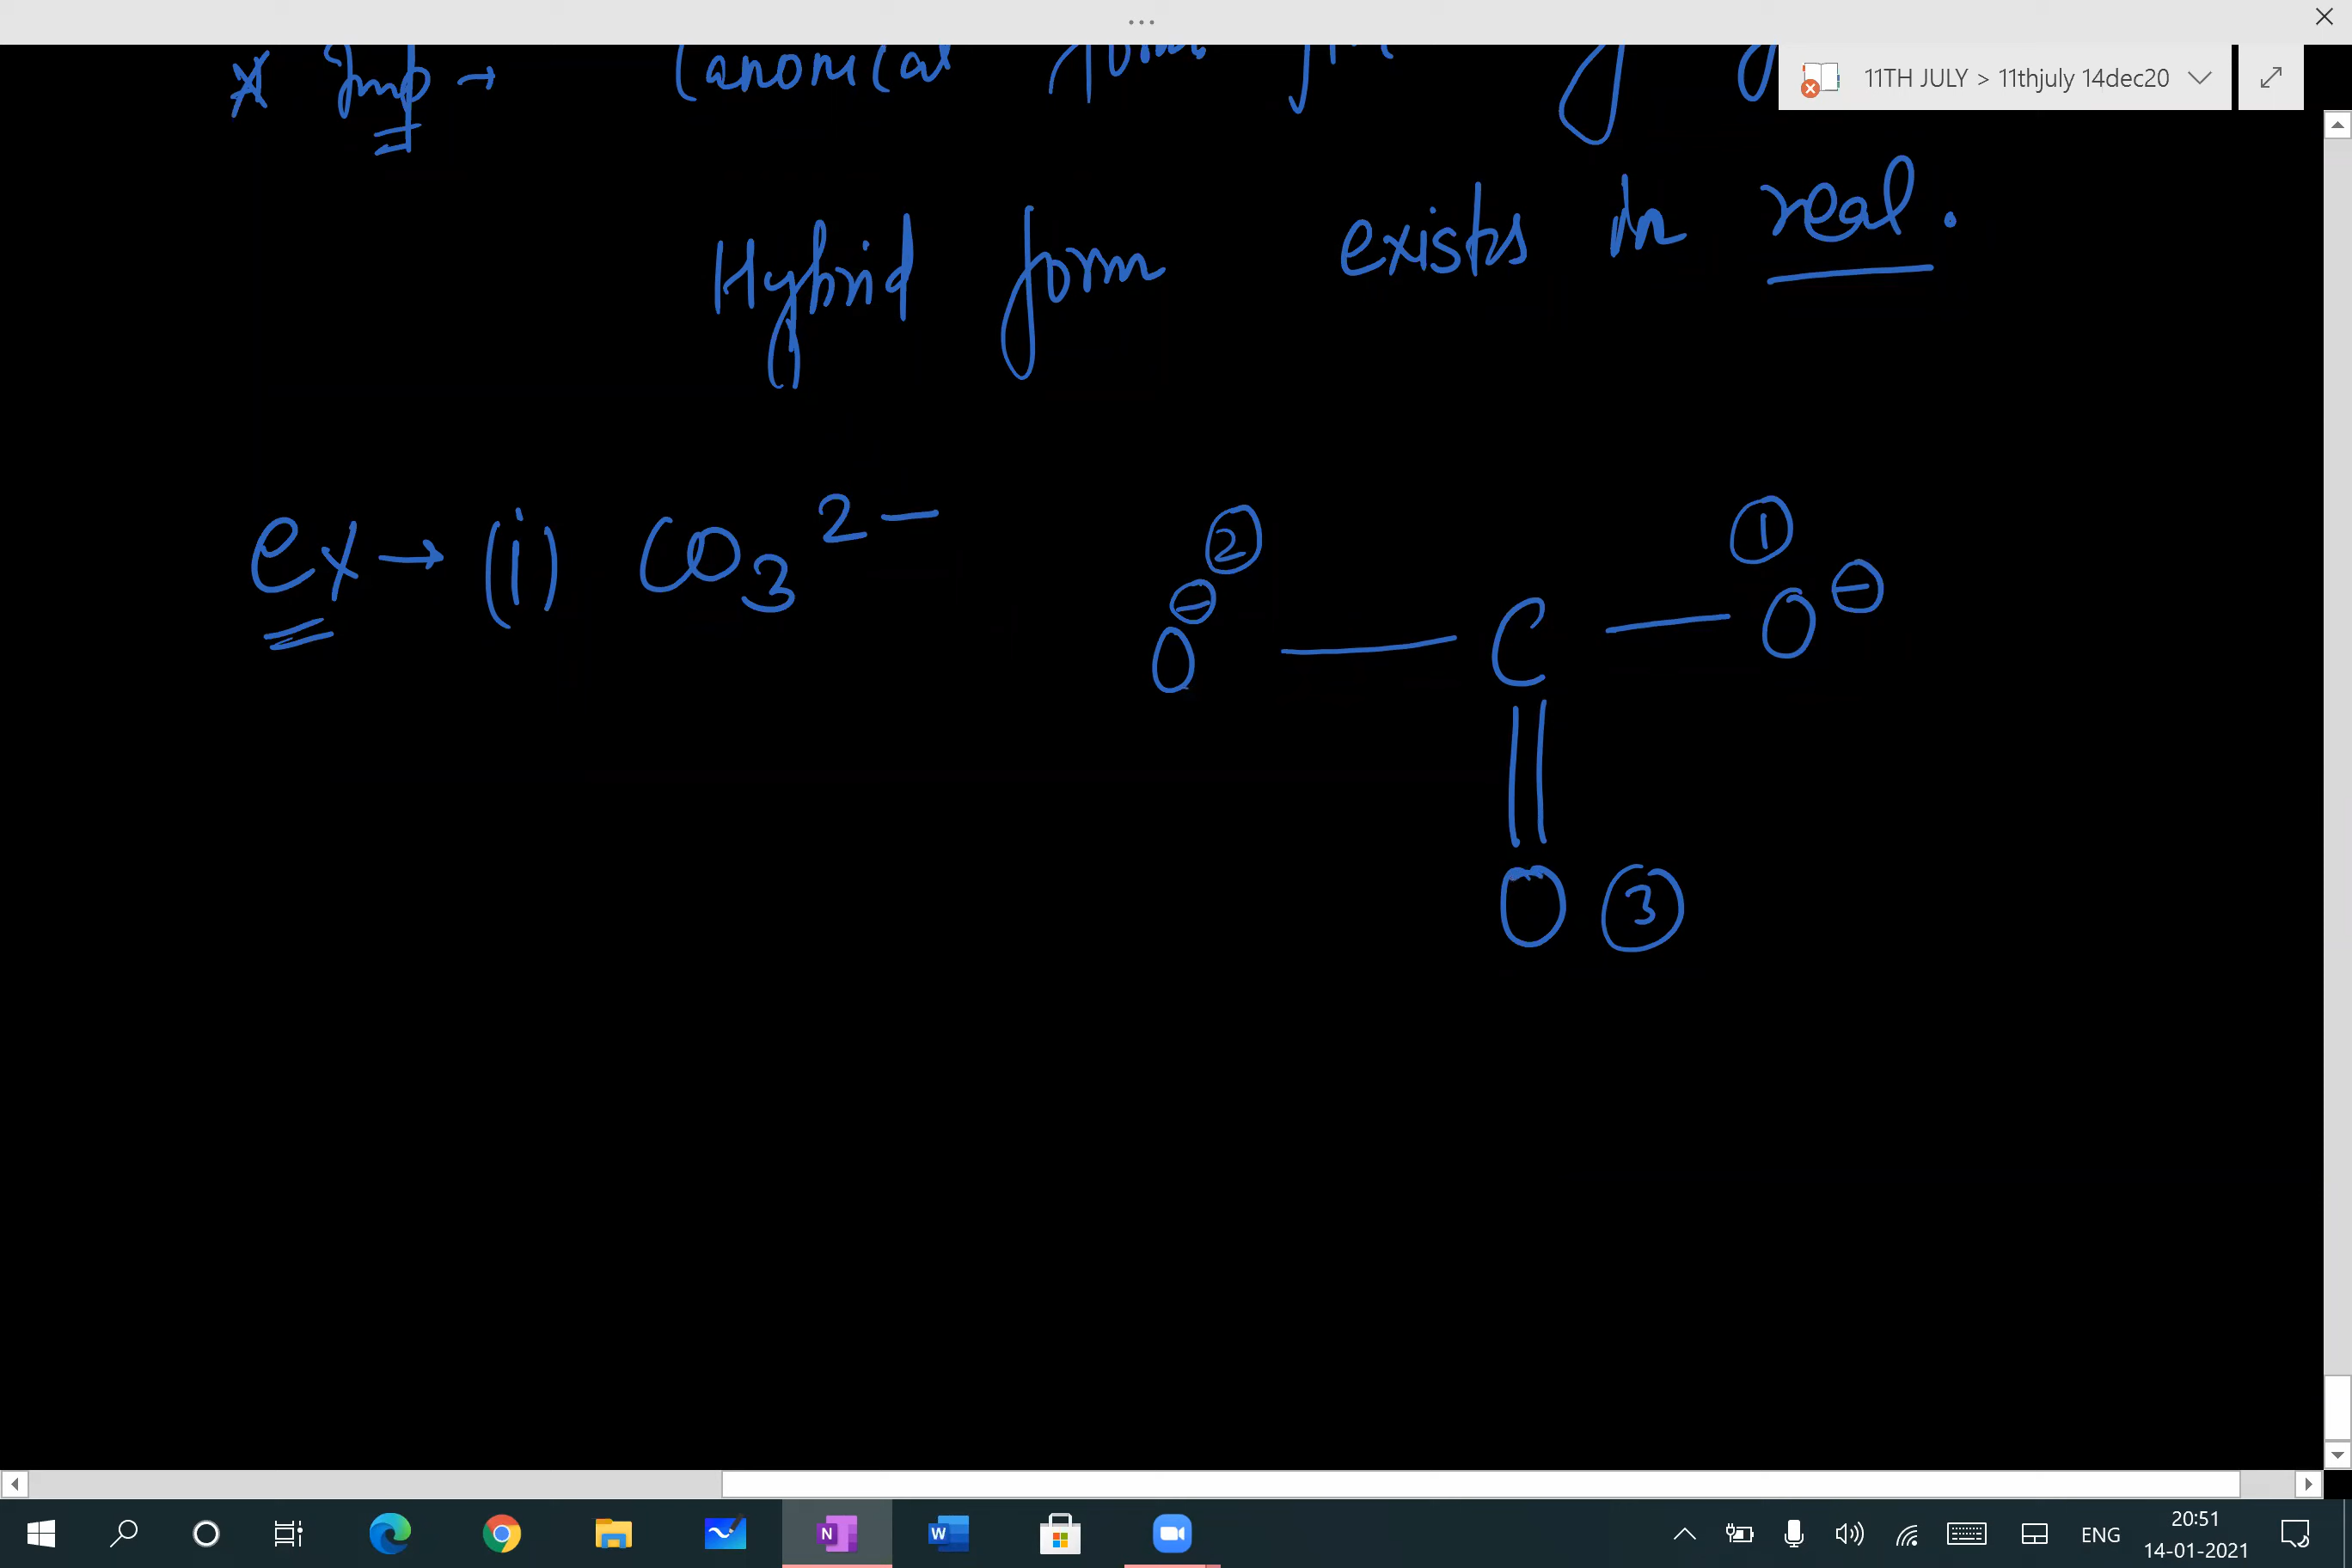 ...
11TH JULY > 11thjuly 14dec20
* Imp → Canonical form
Hybrid form exists in real.
ex → (i) CO3 2-
② ①
⊖ ⊖
O — C — O
O ③
N W
ENG
20:51
14-01-2021